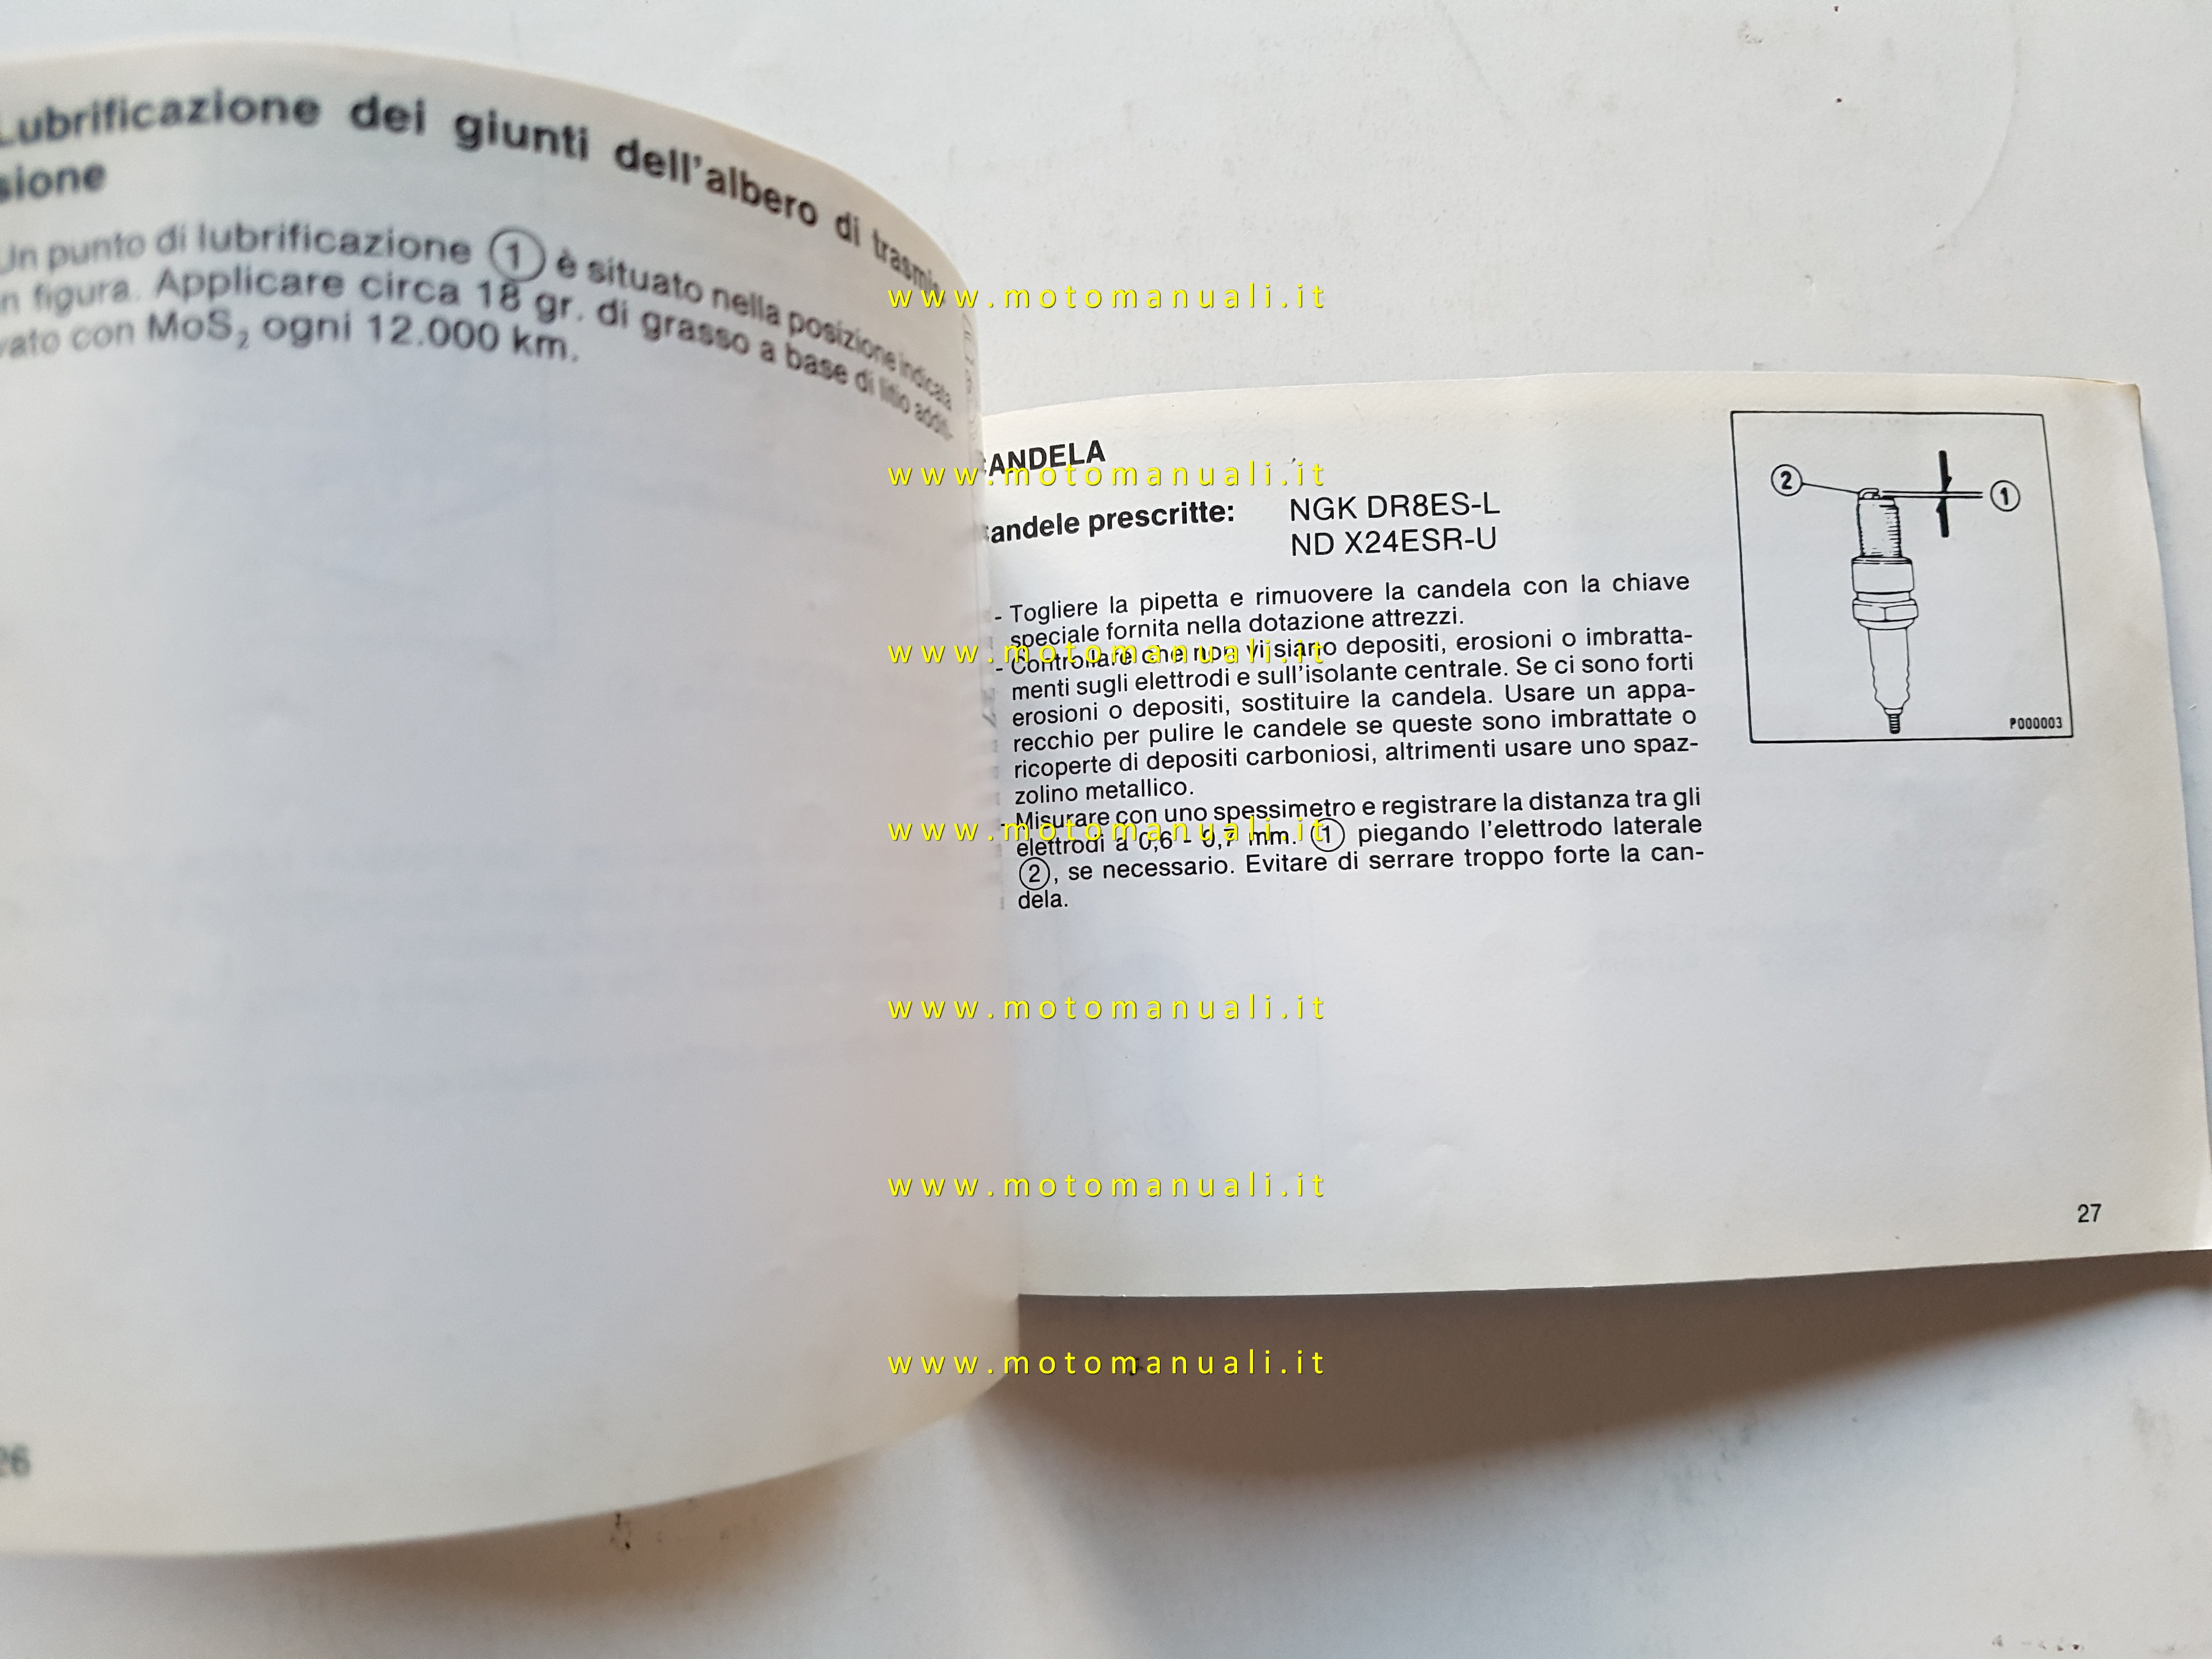 Lubrificazione dei giunti dell'albero di trasmis-
sione
Un punto di lubrificazione ① è situato nella posizione indicata
in figura. Applicare circa 18 gr. di grasso a base di litio additi-
vato con MoS₂ ogni 12.000 km.
26
CANDELA
Candele prescritte: NGK DR8ES-L
ND X24ESR-U
- Togliere la pipetta e rimuovere la candela con la chiave
speciale fornita nella dotazione attrezzi.
- Controllare che non vi siano depositi, erosioni o imbratta-
menti sugli elettrodi e sull'isolante centrale. Se ci sono forti
erosioni o depositi, sostituire la candela. Usare un appa-
recchio per pulire le candele se queste sono imbrattate o
ricoperte di depositi carboniosi, altrimenti usare uno spaz-
zolino metallico.
- Misurare con uno spessimetro e registrare la distanza tra gli
elettrodi a 0,6 - 0,7 mm. ① piegando l'elettrodo laterale
②, se necessario. Evitare di serrare troppo forte la can-
dela.
②
①
P000003
27
www.motomanuali.it
www.motomanuali.it
www.motomanuali.it
www.motomanuali.it
www.motomanuali.it
www.motomanuali.it
www.motomanuali.it